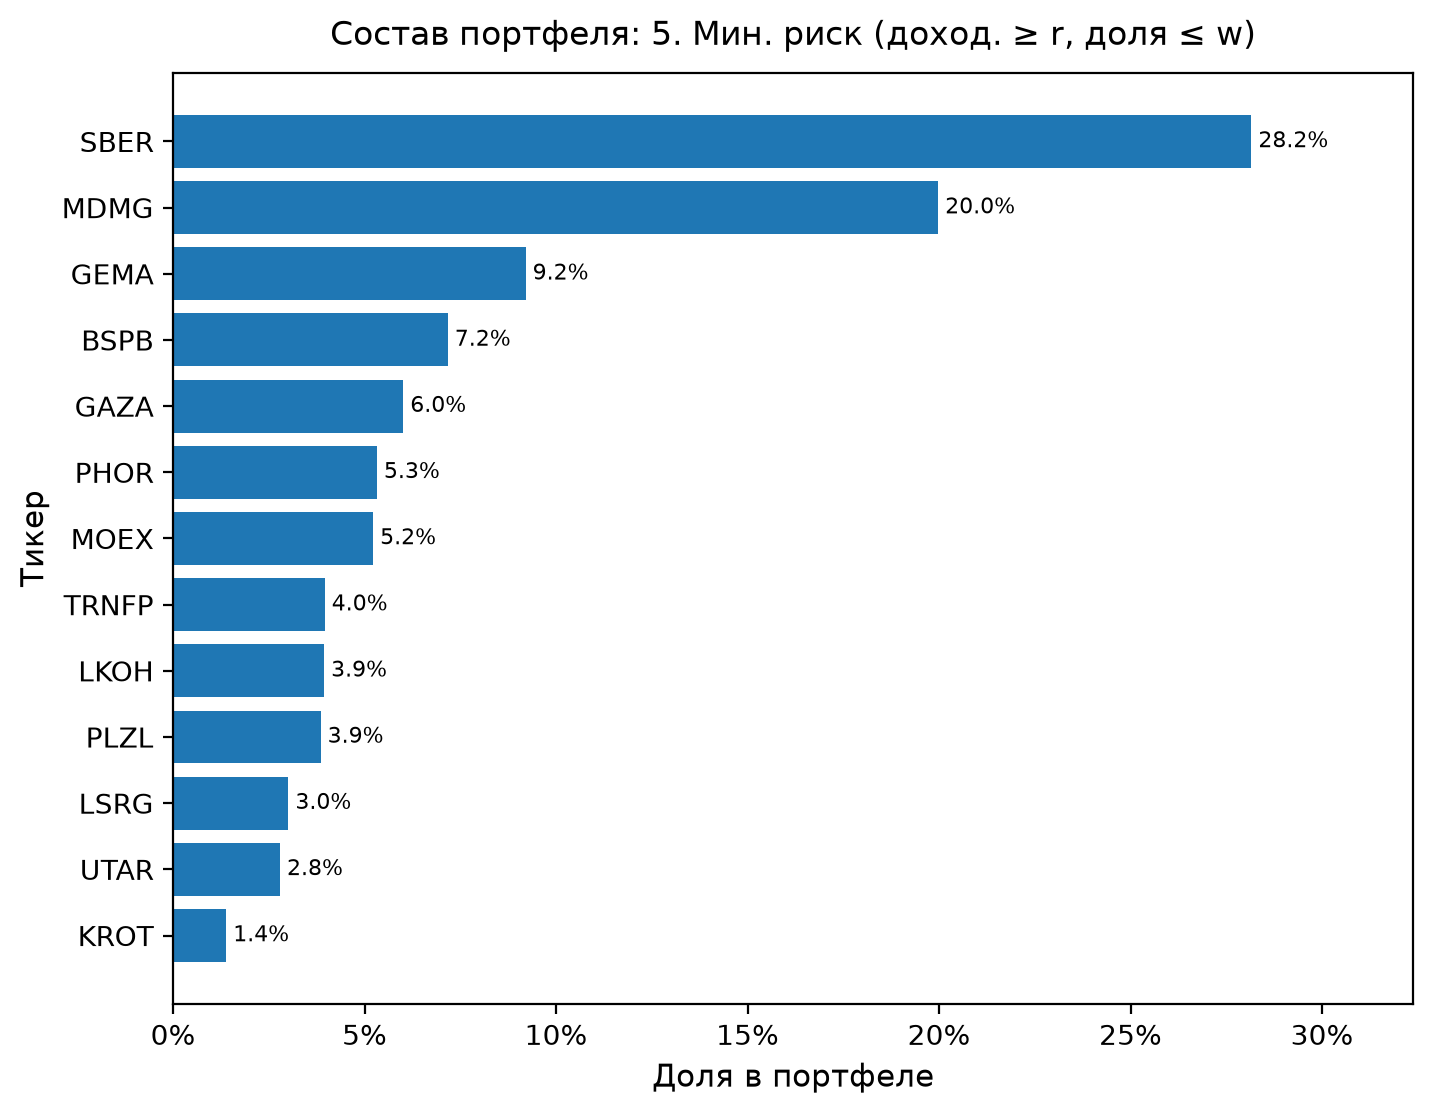 Состав портфеля: 5. Мин. риск (доход. ≥ r, доля ≤ w)
Тикер
SBER 28.2%
MDMG 20.0%
GEMA 9.2%
BSPB 7.2%
GAZA 6.0%
PHOR 5.3%
MOEX 5.2%
TRNFP 4.0%
LKOH 3.9%
PLZL 3.9%
LSRG 3.0%
UTAR 2.8%
KROT 1.4%
0% 5% 10% 15% 20% 25% 30%
Доля в портфеле